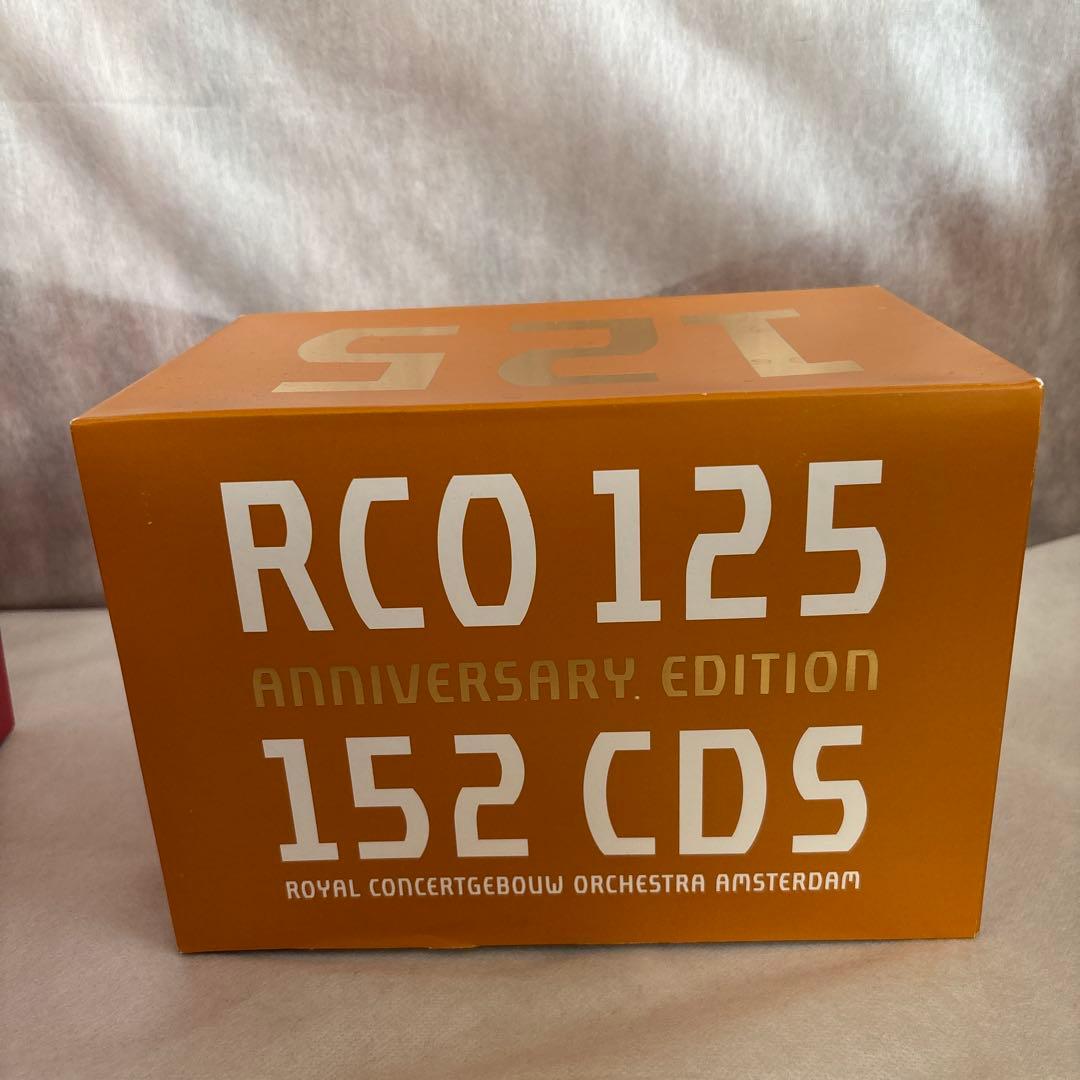 125
RCO 125
ANNIVERSARY EDITION
152 CDS
ROYAL CONCERTGEBOUW ORCHESTRA AMSTERDAM